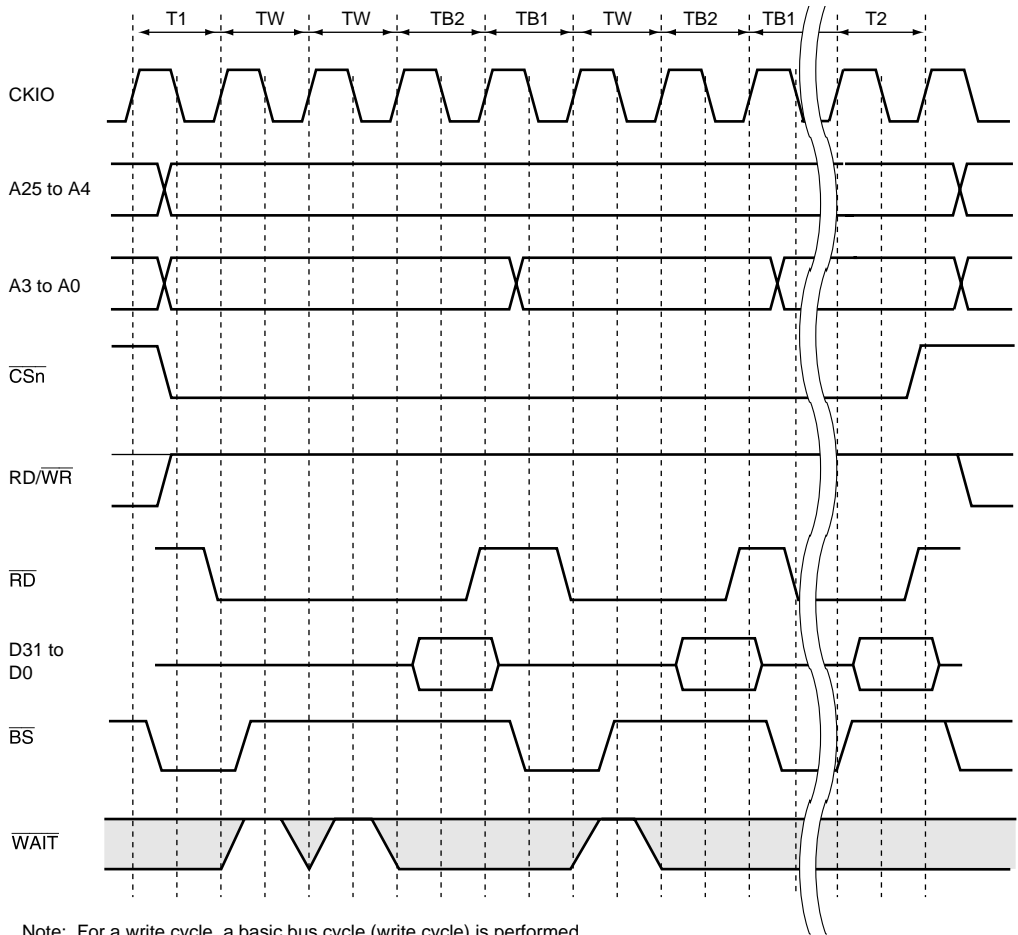 T1 TW TW TB2 TB1 TW TB2 TB1 T2
CKIO
A25 to A4
A3 to A0
CSn
RD/WR
RD
D31 to
D0
BS
WAIT
Note: For a write cycle, a basic bus cycle (write cycle) is performed.